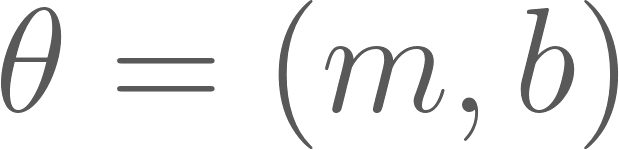 θ = (m, b)